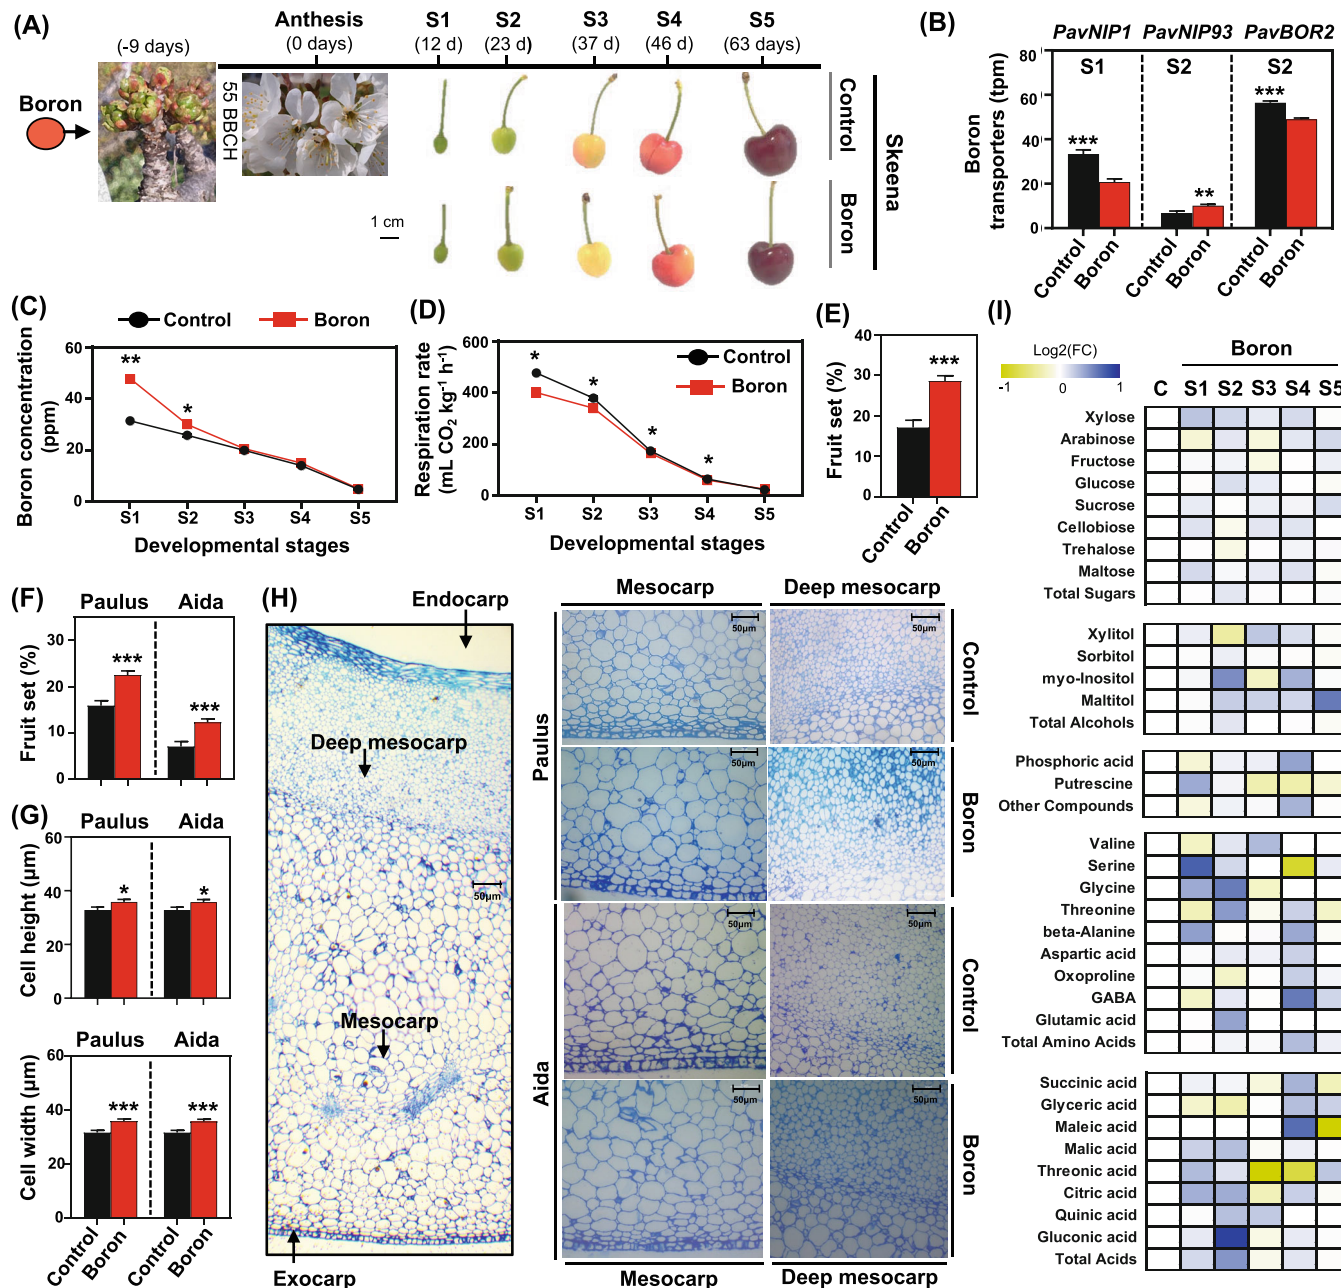 (A)
(-9 days)
Anthesis
(0 days)
S1
(12 d)
S2
(23 d)
S3
(37 d)
S4
(46 d)
S5
(63 days)
Boron
55 BBCH
Control
Boron
Skeena
1 cm
(B)
PavNIP1 PavNIP93 PavBOR2
S1 S2 S2
Boron
transporters (tpm)
80
60
40
20
0
***
**
***
Control Boron Control Boron Control Boron
(C)
Control Boron
Boron concentration
(ppm)
60
40
20
0
**
*
S1 S2 S3 S4 S5
Developmental stages
(D)
Control
Boron
Respiration rate
(mL CO2 kg-1 h-1)
600
400
200
0
*
*
*
*
S1 S2 S3 S4 S5
Developmental stages
(E)
Fruit set (%)
40
30
20
10
0
***
Control Boron
(F)
Paulus Aida
Fruit set (%)
30
20
10
0
***
***
(G)
Paulus Aida
Cell height (µm)
60
40
20
0
*
*
Paulus Aida
Cell width (µm)
60
40
20
0
***
***
Control Boron Control Boron
(H)
Endocarp
Deep mesocarp
50µm
Mesocarp
Exocarp
Mesocarp Deep mesocarp
Paulus
Aida
50µm 50µm
Control
50µm 50µm
Boron
50µm 50µm
Control
50µm 50µm
Boron
Mesocarp Deep mesocarp
(I)
Log2(FC)
-1 0 1
Boron
C S1 S2 S3 S4 S5
Xylose
Arabinose
Fructose
Glucose
Sucrose
Cellobiose
Trehalose
Maltose
Total Sugars
Xylitol
Sorbitol
myo-Inositol
Maltitol
Total Alcohols
Phosphoric acid
Putrescine
Other Compounds
Valine
Serine
Glycine
Threonine
beta-Alanine
Aspartic acid
Oxoproline
GABA
Glutamic acid
Total Amino Acids
Succinic acid
Glyceric acid
Maleic acid
Malic acid
Threonic acid
Citric acid
Quinic acid
Gluconic acid
Total Acids